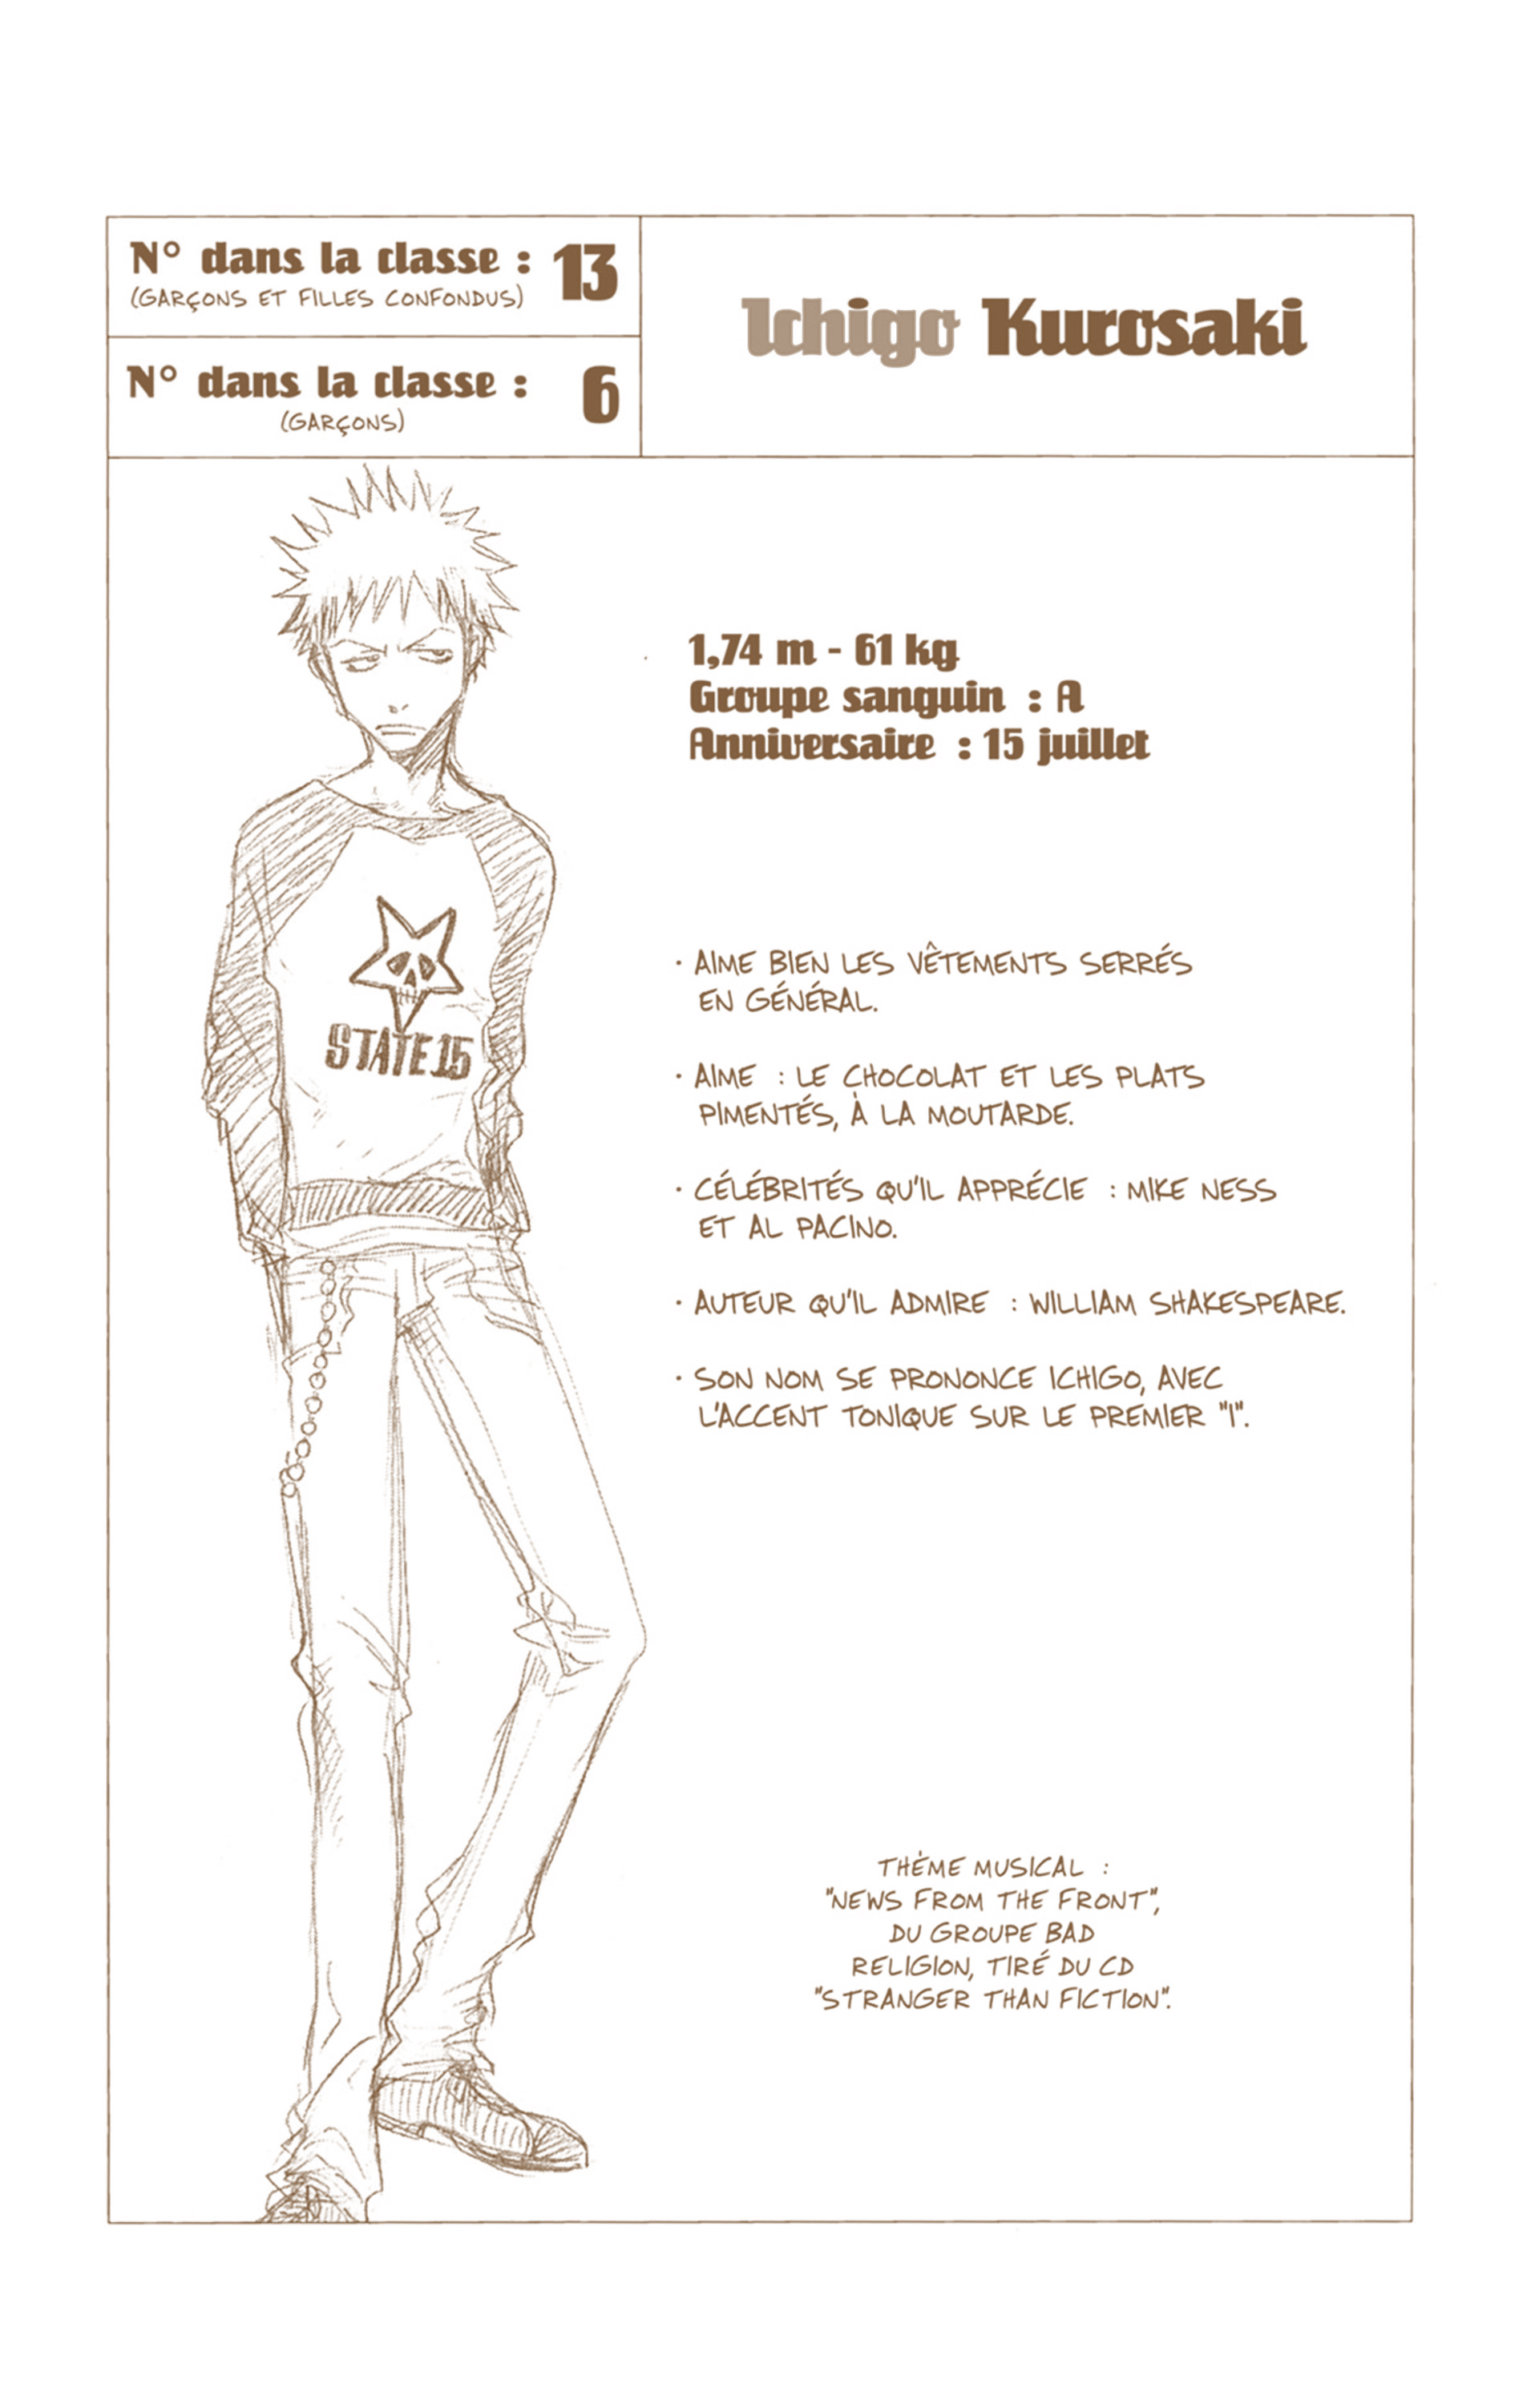 N° dans la classe : 13
(GARÇONS ET FILLES CONFONDUS)
N° dans la classe : 6
(GARÇONS)
Ichigo Kurosaki
1,74 m - 61 kg
Groupe sanguin : A
Anniversaire : 15 juillet
STATE 15
· AIME BIEN LES VÊTEMENTS SERRÉS
EN GÉNÉRAL.
· AIME : LE CHOCOLAT ET LES PLATS
PIMENTÉS, À LA MOUTARDE.
· CÉLÉBRITÉS QU'IL APPRÉCIE : MIKE NESS
ET AL PACINO.
· AUTEUR QU'IL ADMIRE : WILLIAM SHAKESPEARE.
· SON NOM SE PRONONCE ICHIGO, AVEC
L'ACCENT TONIQUE SUR LE PREMIER "I".
THÈME MUSICAL :
"NEWS FROM THE FRONT",
DU GROUPE BAD
RELIGION, TIRÉ DU CD
"STRANGER THAN FICTION".